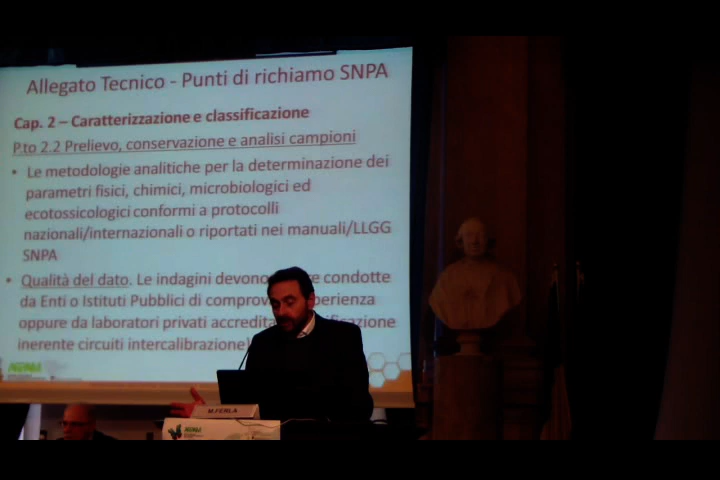 Allegato Tecnico - Punti di richiamo SNPA
Cap. 2 – Caratterizzazione e classificazione
P.to 2.2 Prelievo, conservazione e analisi campioni
• Le metodologie analitiche per la determinazione dei
parametri fisici, chimici, microbiologici ed
ecotossicologici conformi a protocolli
nazionali/internazionali o riportati nei manuali/LLGG
SNPA
• Qualità del dato. Le indagini devono condotte
da Enti o Istituti Pubblici di
oppure da laboratori privati
inerente circuiti intercalibrazione)
M.FERLA